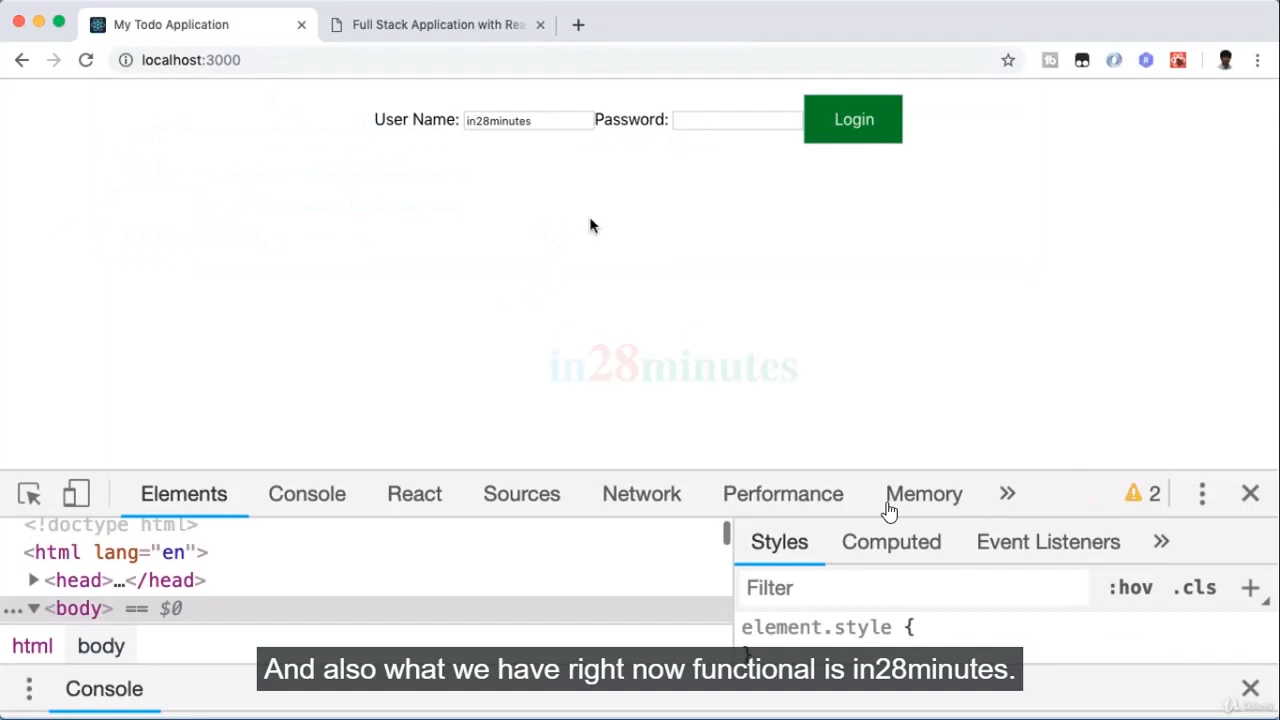 My Todo Application
Full Stack Application with Rea
localhost:3000
User Name: in28minutes Password: Login
in28minutes
Elements Console React Sources Network Performance Memory » 2
<!doctype html>
<html lang="en">
<head>…</head>
… <body> == $0
html body
Styles Computed Event Listeners »
Filter :hov .cls +
element.style {
}
And also what we have right now functional is in28minutes.
Console
Udemy